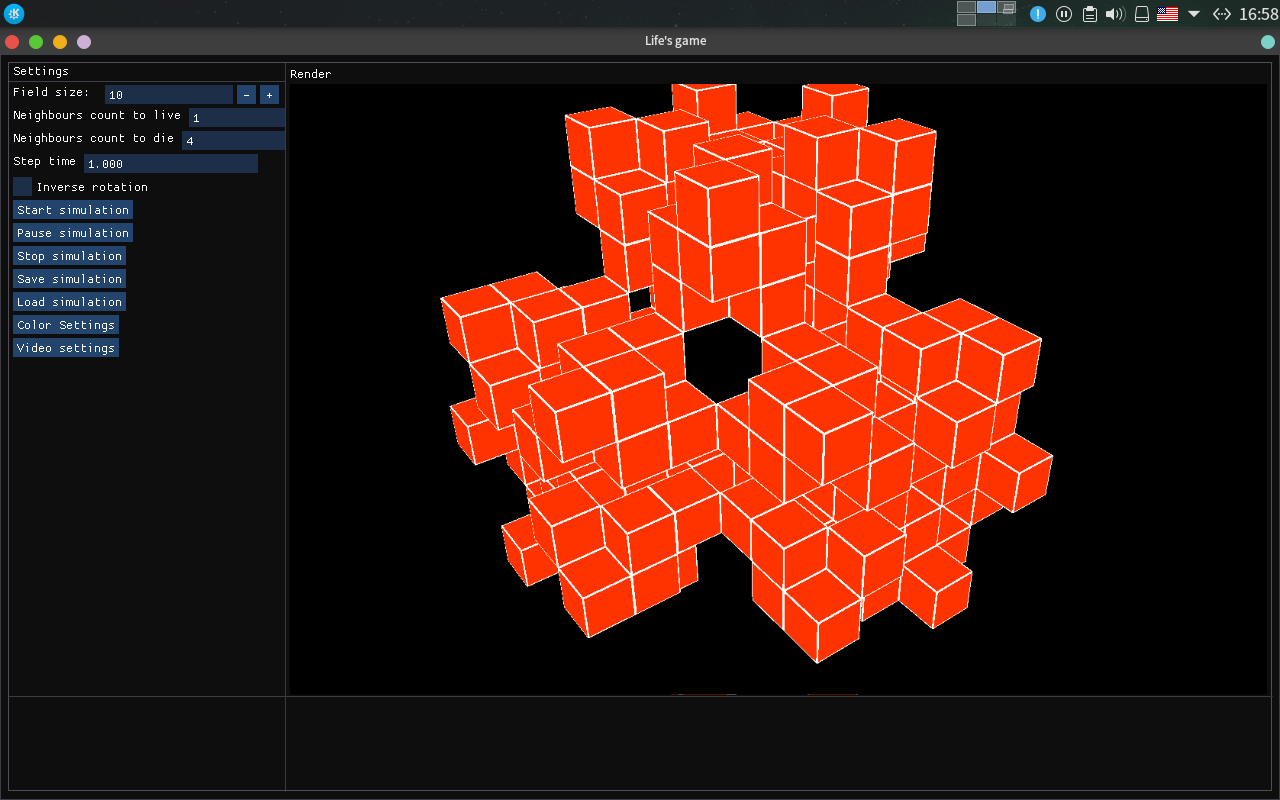 16:58
Life's game
Settings
Render
Field size: 10 - +
Neighbours count to live 1
Neighbours count to die 4
Step time 1.000
Inverse rotation
Start simulation
Pause simulation
Stop simulation
Save simulation
Load simulation
Color Settings
Video settings